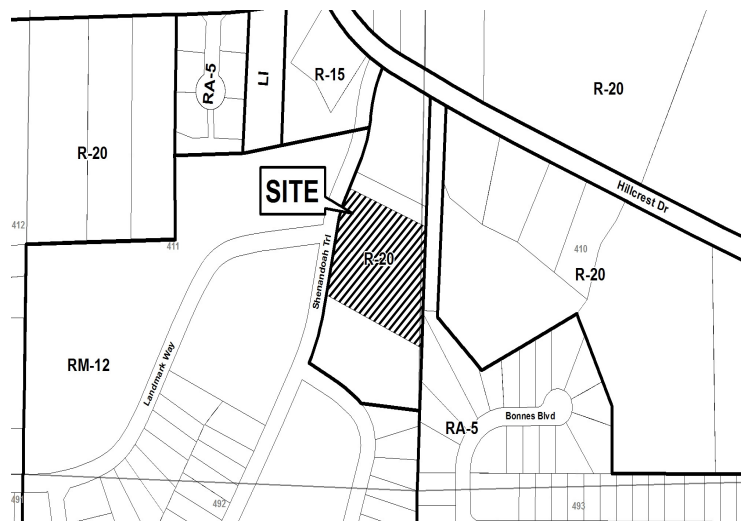 RA-5
LI
R-15
R-20
R-20
SITE
Hillcrest Dr
412
411
410
R-20
Shenandoah Trl
R-20
RM-12
Landmark Way
RA-5
Bonnes Blvd
491
492
493